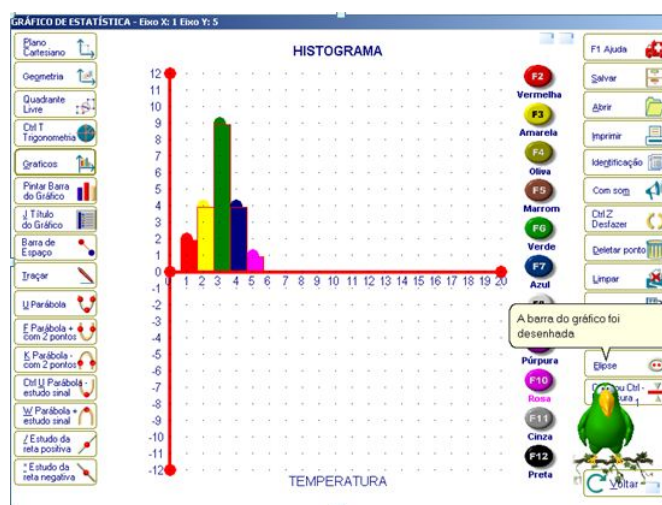 GRÁFICO DE ESTATÍSTICA - Eixo X: 1 Eixo Y: 5
Plano
Cartesiano
Geometria
Quadrante
Livre
Ctrl T
Trigonometria
Graficos
Pintar Barra
do Gráfico
J Título
do Gráfico
Barra de
Espaço
Traçar
U Parábola
F Parábola +
com 2 pontos
K Parábola -
com 2 pontos
Ctrl U Parábola -
estudo sinal
W Parábola +
estudo sinal
/ Estudo da
reta positiva
Estudo da
reta negativa
HISTOGRAMA
12
11
10
9
8
7
6
5
4
3
2
1
0
0 1 2 3 4 5 6 7 8 9 10 11 12 13 14 15 16 17 18 19 20
-1
-2
-3
-4
-5
-6
-7
-8
-9
-10
-11
-12
TEMPERATURA
F2
Vermelha
F3
Amarela
F4
Oliva
F5
Marrom
F6
Verde
F7
Azul
Púrpura
F10
Rosa
F11
Cinza
F12
Preta
F1 Ajuda
Salvar
Abrir
Imprimir
Identificação
Com som
Ctrl Z
Desfazer
Deletar ponto
Limpar
A barra do gráfico foi
desenhada
Elipse
ou Ctrl -
Voltar